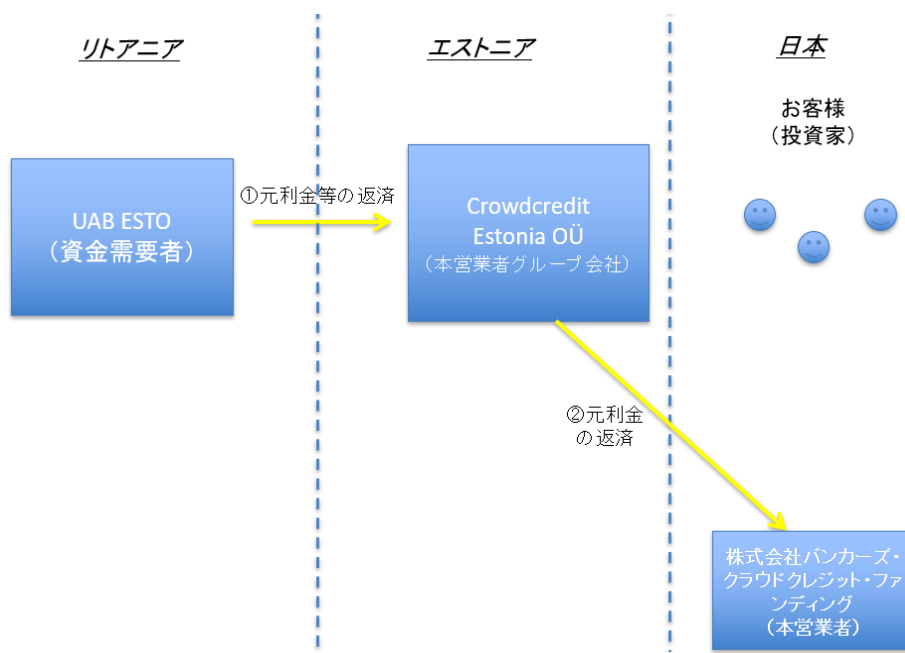 リトアニア
エストニア
日本
お客様
（投資家）
UAB ESTO
（資金需要者）
①元利金等の返済
Crowdcredit
Estonia OÜ
（本営業者グループ会社）
②元利金
の返済
株式会社バンカーズ・
クラウドクレジット・ファ
ンディング
（本営業者）